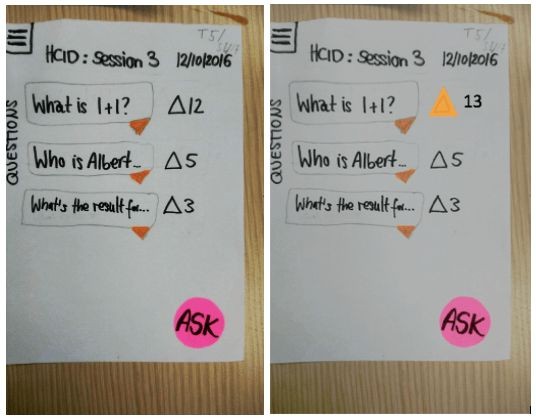 T5/
HCID: Session 3 12/10/2016
QUESTIONS
What is 1+1? △12
Who is Albert... △5
What's the result for... △3
ASK
T5/
HCID: Session 3 12/10/2016
QUESTIONS
What is 1+1? △ 13
Who is Albert... △5
What's the result for... △3
ASK